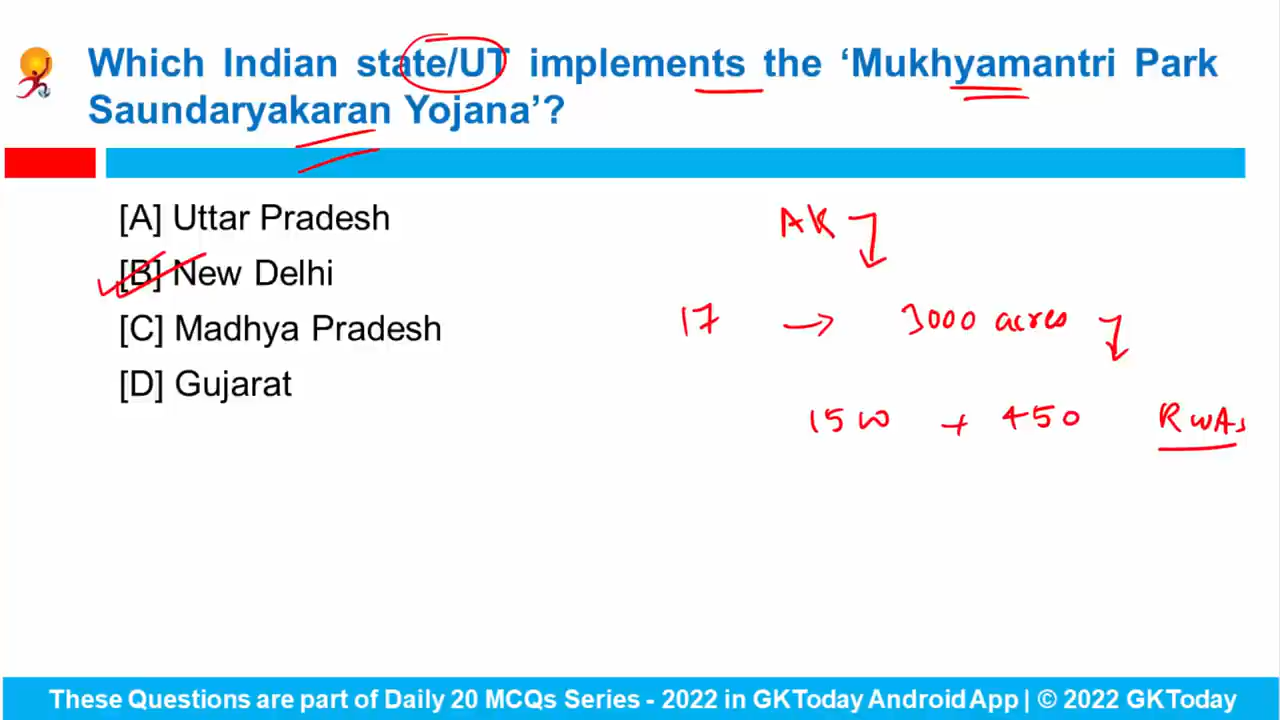 Which Indian state/UT implements the ‘Mukhyamantri Park
Saundaryakaran Yojana’?
[A] Uttar Pradesh
[B] New Delhi
[C] Madhya Pradesh
[D] Gujarat
AK
17 → 3000 acres
+ 450 RWAs
These Questions are part of Daily 20 MCQs Series - 2022 in GKToday Android App | © 2022 GKToday